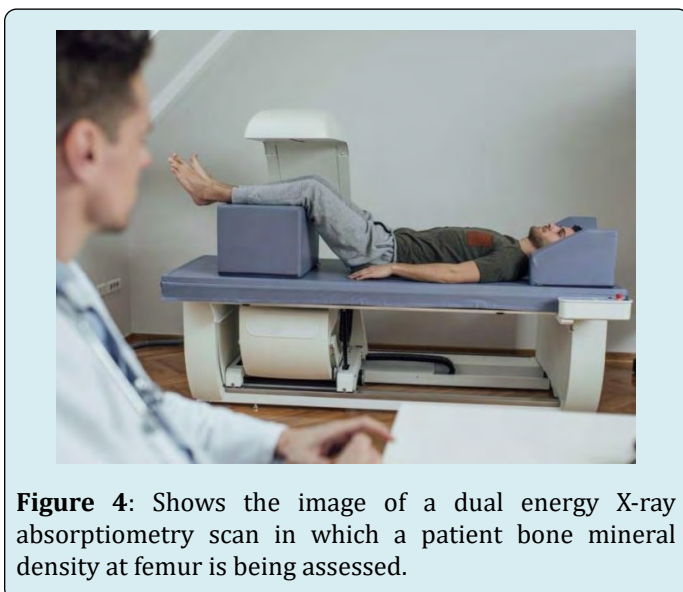 Figure 4: Shows the image of a dual energy X-ray
absorptiometry scan in which a patient bone mineral
density at femur is being assessed.